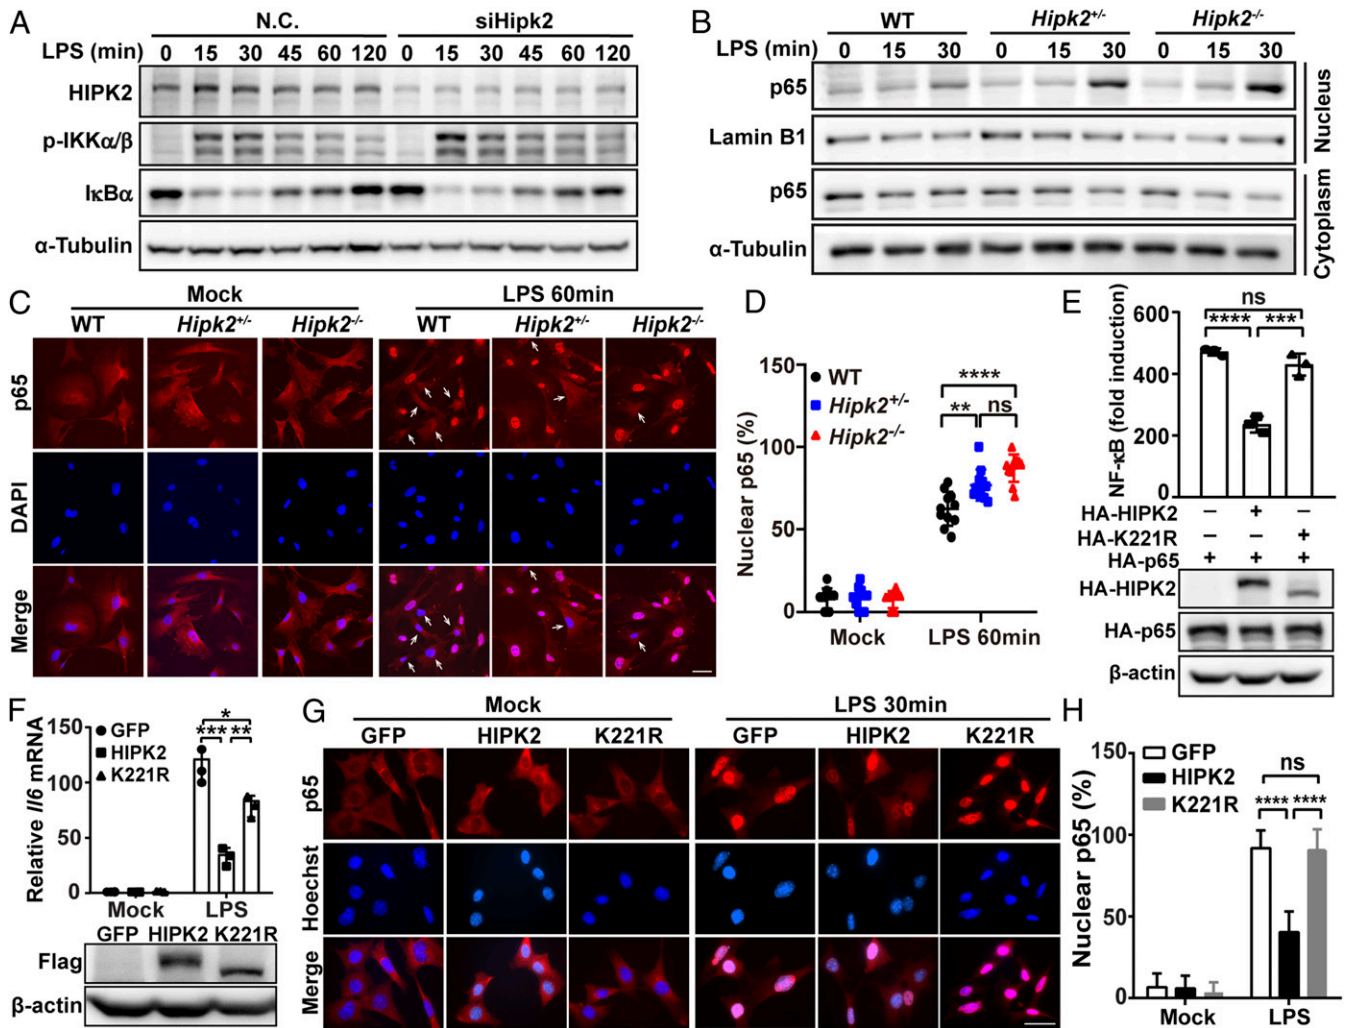 A
N.C. siHipk2
LPS (min) 0 15 30 45 60 120 0 15 30 45 60 120
HIPK2
p-IKKα/β
IκBα
α-Tubulin
B
WT Hipk2+/- Hipk2-/-
LPS (min) 0 15 30 0 15 30 0 15 30
p65
Lamin B1
Nucleus
p65
α-Tubulin
Cytoplasm
C
Mock LPS 60min
WT Hipk2+/- Hipk2-/- WT Hipk2+/- Hipk2-/-
p65
DAPI
Merge
D
Nuclear p65 (%)
150
100
50
0
WT
Hipk2+/-
Hipk2-/-
****
** ns
Mock LPS 60min
E
NF-κB (fold induction)
600
400
200
0
ns
**** ***
HA-HIPK2 – + –
HA-K221R – – +
HA-p65 + + +
HA-HIPK2
HA-p65
β-actin
F
Relative Il6 mRNA
150
100
50
0
GFP
HIPK2
K221R
*
*** **
Mock LPS
GFP HIPK2 K221R
Flag
β-actin
G
Mock LPS 30min
GFP HIPK2 K221R GFP HIPK2 K221R
p65
Hoechst
Merge
H
Nuclear p65 (%)
150
100
50
0
GFP
HIPK2
K221R
ns
**** ****
Mock LPS